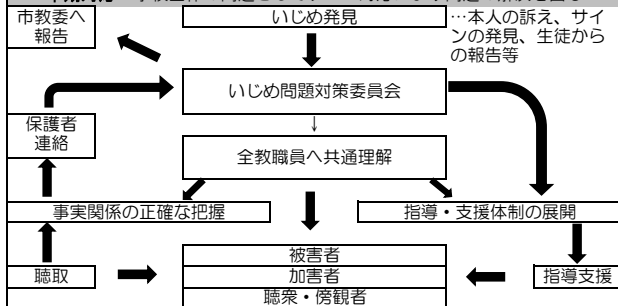 いじめ発見
市教委へ
報告
…本人の訴え、サイ
ンの発見、生徒から
の報告等
いじめ問題対策委員会
保護者
連絡
↓
全教職員へ共通理解
事実関係の正確な把握
指導・支援体制の展開
被害者
加害者
聴衆・傍観者
聴取
指導支援